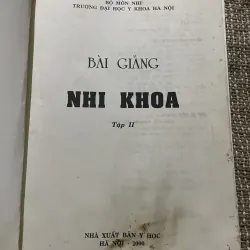 BỘ MÔN NHI
TRƯỜNG ĐẠI HỌC Y KHOA HÀ NỘI
BÀI GIẢNG
NHI KHOA
Tập II
NHÀ XUẤT BẢN Y HỌC
HÀ NỘI - 2000